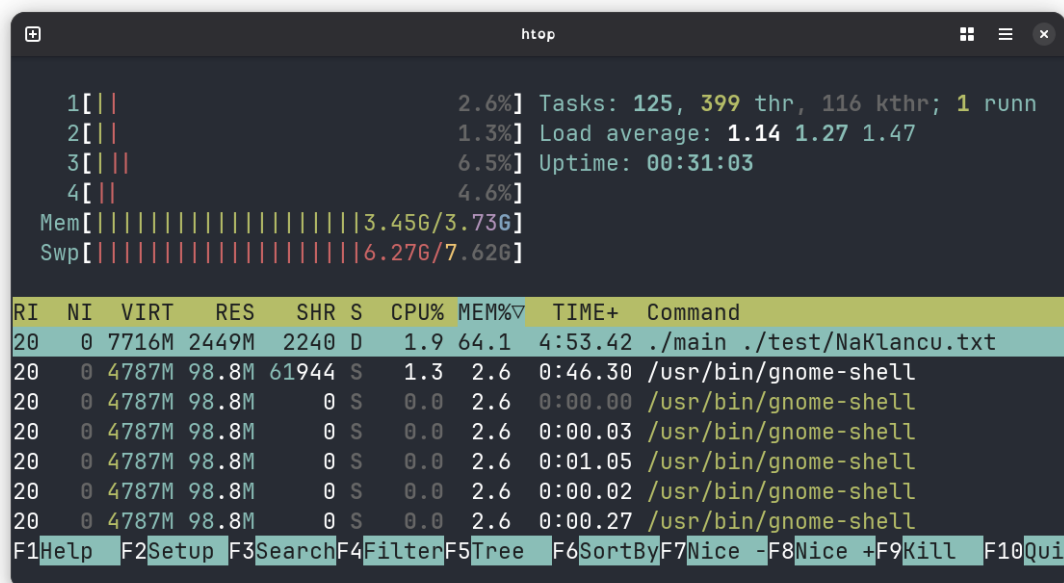 htop
1[|| 2.6%] Tasks: 125, 399 thr, 116 kthr; 1 runn
2[|| 1.3%] Load average: 1.14 1.27 1.47
3[||| 6.5%] Uptime: 00:31:03
4[|| 4.6%]
Mem[||||||||||||||||||||3.45G/3.73G]
Swp[||||||||||||||||||||6.27G/7.62G]
RI NI VIRT RES SHR S CPU% MEM%▽ TIME+ Command
20 0 7716M 2449M 2240 D 1.9 64.1 4:53.42 ./main ./test/NaKlancu.txt
20 0 4787M 98.8M 61944 S 1.3 2.6 0:46.30 /usr/bin/gnome-shell
20 0 4787M 98.8M 0 S 0.0 2.6 0:00.00 /usr/bin/gnome-shell
20 0 4787M 98.8M 0 S 0.0 2.6 0:00.03 /usr/bin/gnome-shell
20 0 4787M 98.8M 0 S 0.0 2.6 0:01.05 /usr/bin/gnome-shell
20 0 4787M 98.8M 0 S 0.0 2.6 0:00.02 /usr/bin/gnome-shell
20 0 4787M 98.8M 0 S 0.0 2.6 0:00.27 /usr/bin/gnome-shell
F1Help F2Setup F3SearchF4FilterF5Tree F6SortByF7Nice -F8Nice +F9Kill F10Qui